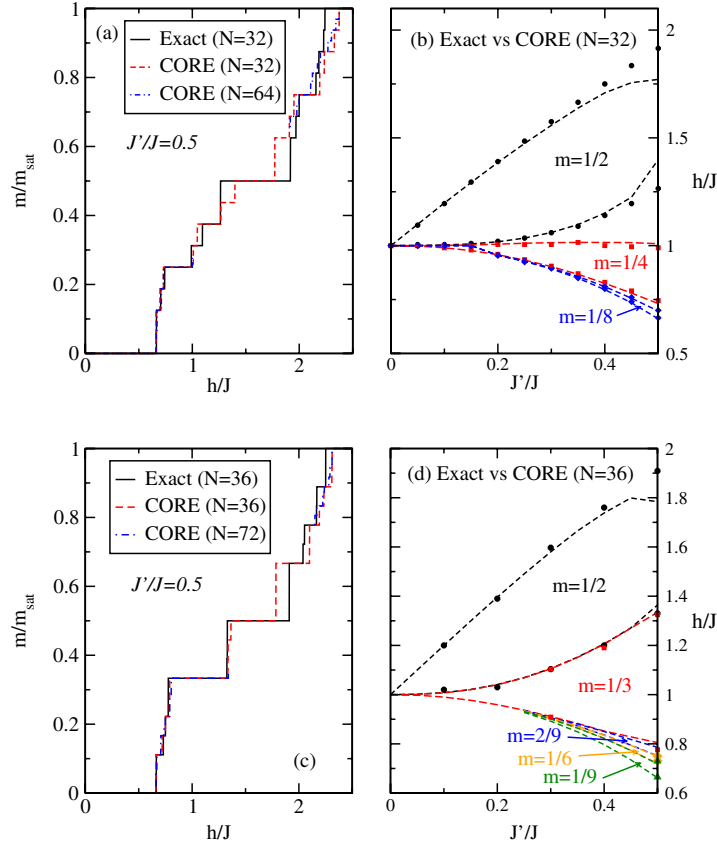 (a)
Exact (N=32)
CORE (N=32)
CORE (N=64)
J'/J=0.5
m/m_sat
1
0.8
0.6
0.4
0.2
0
0
1
2
h/J
(b) Exact vs CORE (N=32)
m=1/2
m=1/4
m=1/8
2
1.5
1
0.5
h/J
0
0.2
0.4
J'/J
Exact (N=36)
CORE (N=36)
CORE (N=72)
J'/J=0.5
(c)
m/m_sat
1
0.8
0.6
0.4
0.2
0
0
1
2
h/J
(d) Exact vs CORE (N=36)
m=1/2
m=1/3
m=2/9
m=1/6
m=1/9
2
1.8
1.6
1.4
1.2
1
0.8
0.6
h/J
0
0.2
0.4
J'/J